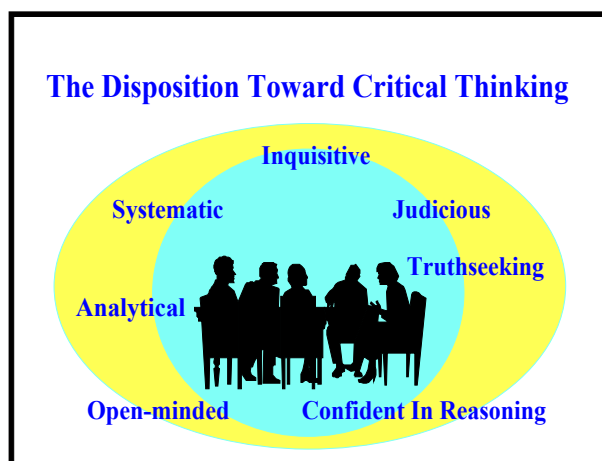 The Disposition Toward Critical Thinking
Inquisitive
Systematic
Judicious
Truthseeking
Analytical
Open-minded
Confident In Reasoning